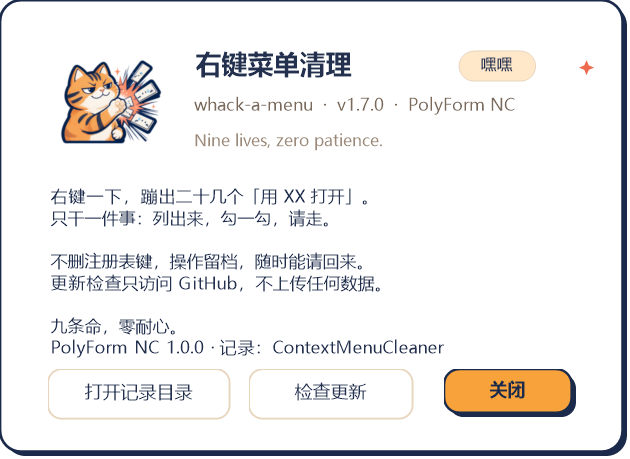 右键菜单清理
嘿嘿
whack-a-menu · v1.7.0 · PolyForm NC
Nine lives, zero patience.
右键一下，蹦出二十几个「用 XX 打开」。
只干一件事：列出来，勾一勾，请走。
不删注册表键，操作留档，随时能请回来。
更新检查只访问 GitHub，不上传任何数据。
九条命，零耐心。
PolyForm NC 1.0.0 · 记录：ContextMenuCleaner
打开记录目录
检查更新
关闭